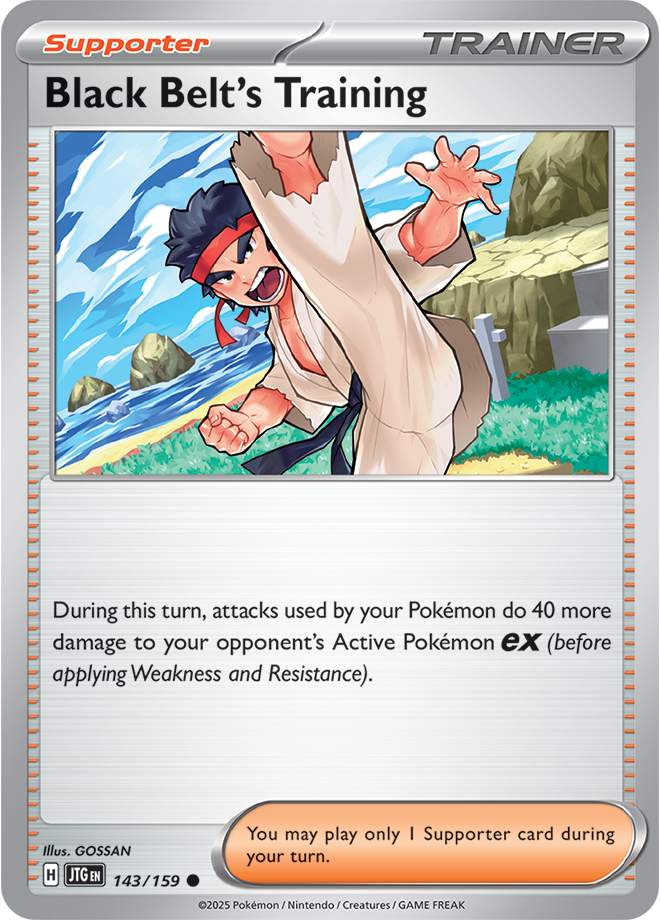 Supporter
TRAINER
Black Belt's Training
During this turn, attacks used by your Pokémon do 40 more
damage to your opponent's Active Pokémon ex (before
applying Weakness and Resistance).
You may play only 1 Supporter card during
your turn.
Illus. GOSSAN
H JTG EN 143/159
©2025 Pokémon / Nintendo / Creatures / GAME FREAK